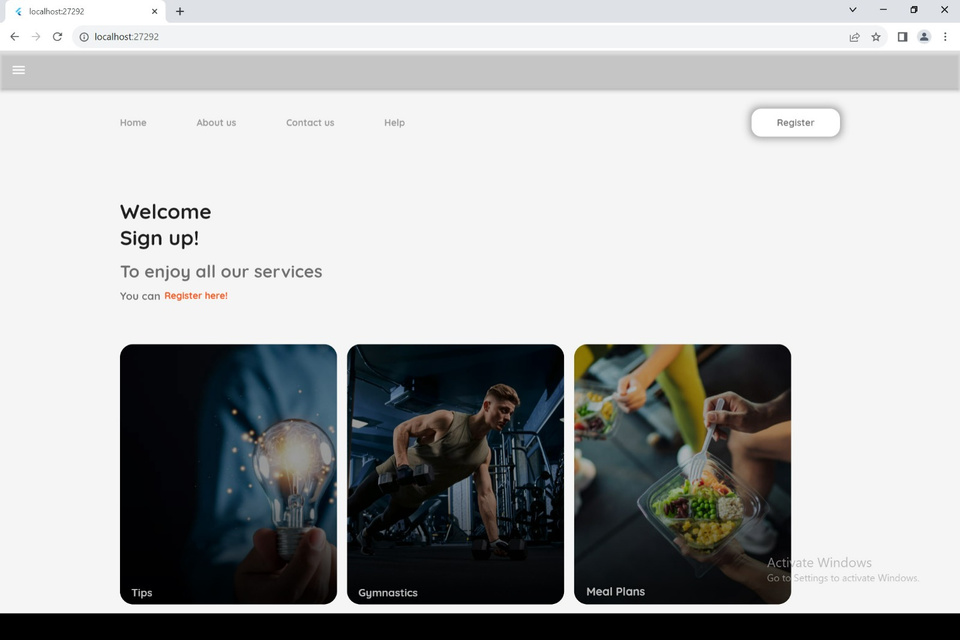 localhost:27292
localhost:27292
Home About us Contact us Help Register
Welcome
Sign up!
To enjoy all our services
You can Register here!
Tips Gymnastics Meal Plans
Activate Windows
Go to Settings to activate Windows.